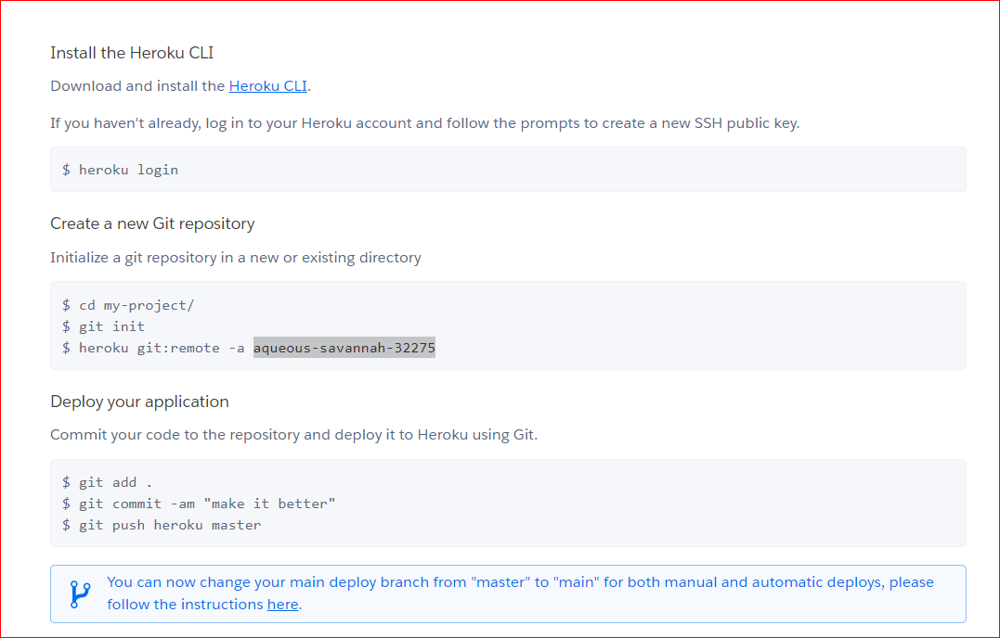 Install the Heroku CLI
Download and install the Heroku CLI.
If you haven't already, log in to your Heroku account and follow the prompts to create a new SSH public key.
$ heroku login
Create a new Git repository
Initialize a git repository in a new or existing directory
$ cd my-project/
$ git init
$ heroku git:remote -a aqueous-savannah-32275
Deploy your application
Commit your code to the repository and deploy it to Heroku using Git.
$ git add .
$ git commit -am "make it better"
$ git push heroku master
You can now change your main deploy branch from "master" to "main" for both manual and automatic deploys, please
follow the instructions here.